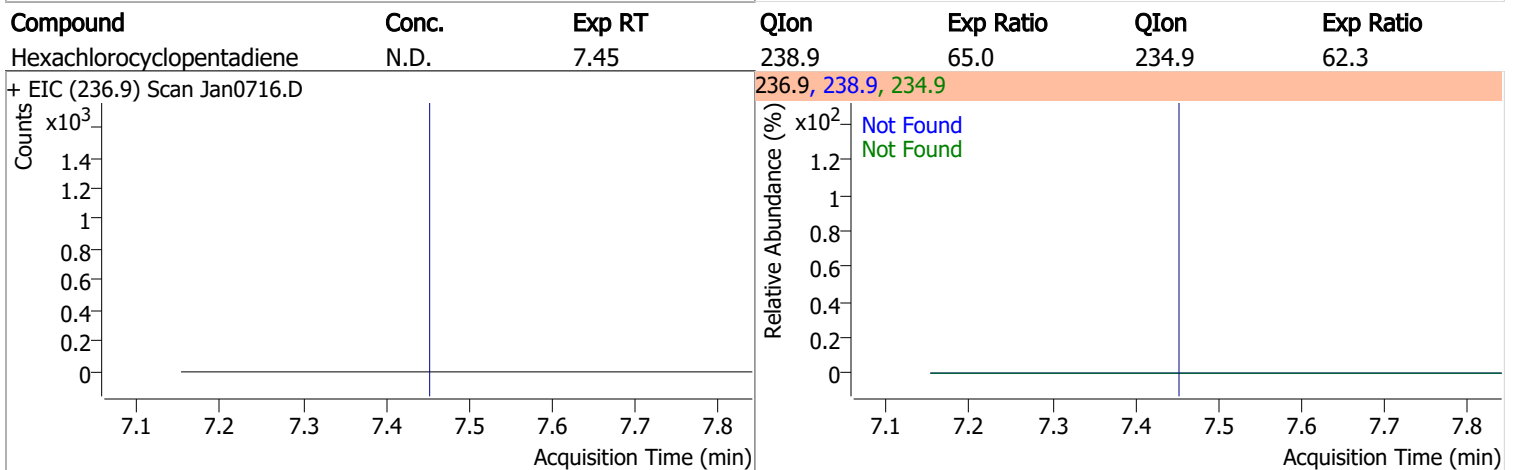 Compound Conc. Exp RT QIon Exp Ratio QIon Exp Ratio
Hexachlorocyclopentadiene N.D. 7.45 238.9 65.0 234.9 62.3
+ EIC (236.9) Scan Jan0716.D
Counts
x10³
1.4
1.2
1
0.8
0.6
0.4
0.2
0
7.1 7.2 7.3 7.4 7.5 7.6 7.7 7.8
Acquisition Time (min)
236.9, 238.9, 234.9
Relative Abundance (%)
x10²
Not Found
Not Found
1.2
1
0.8
0.6
0.4
0.2
0
7.1 7.2 7.3 7.4 7.5 7.6 7.7 7.8
Acquisition Time (min)